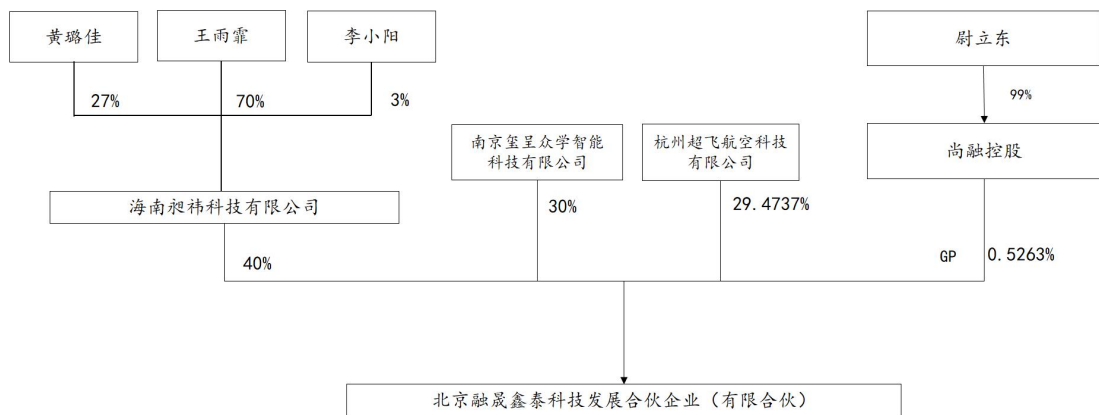 黄璐佳
王雨霏
李小阳
尉立东
27%
70%
3%
99%
南京玺呈众学智能
科技有限公司
杭州超飞航空科技
有限公司
尚融控股
海南昶祎科技有限公司
30%
29.4737%
40%
GP
0.5263%
北京融晟鑫泰科技发展合伙企业（有限合伙）